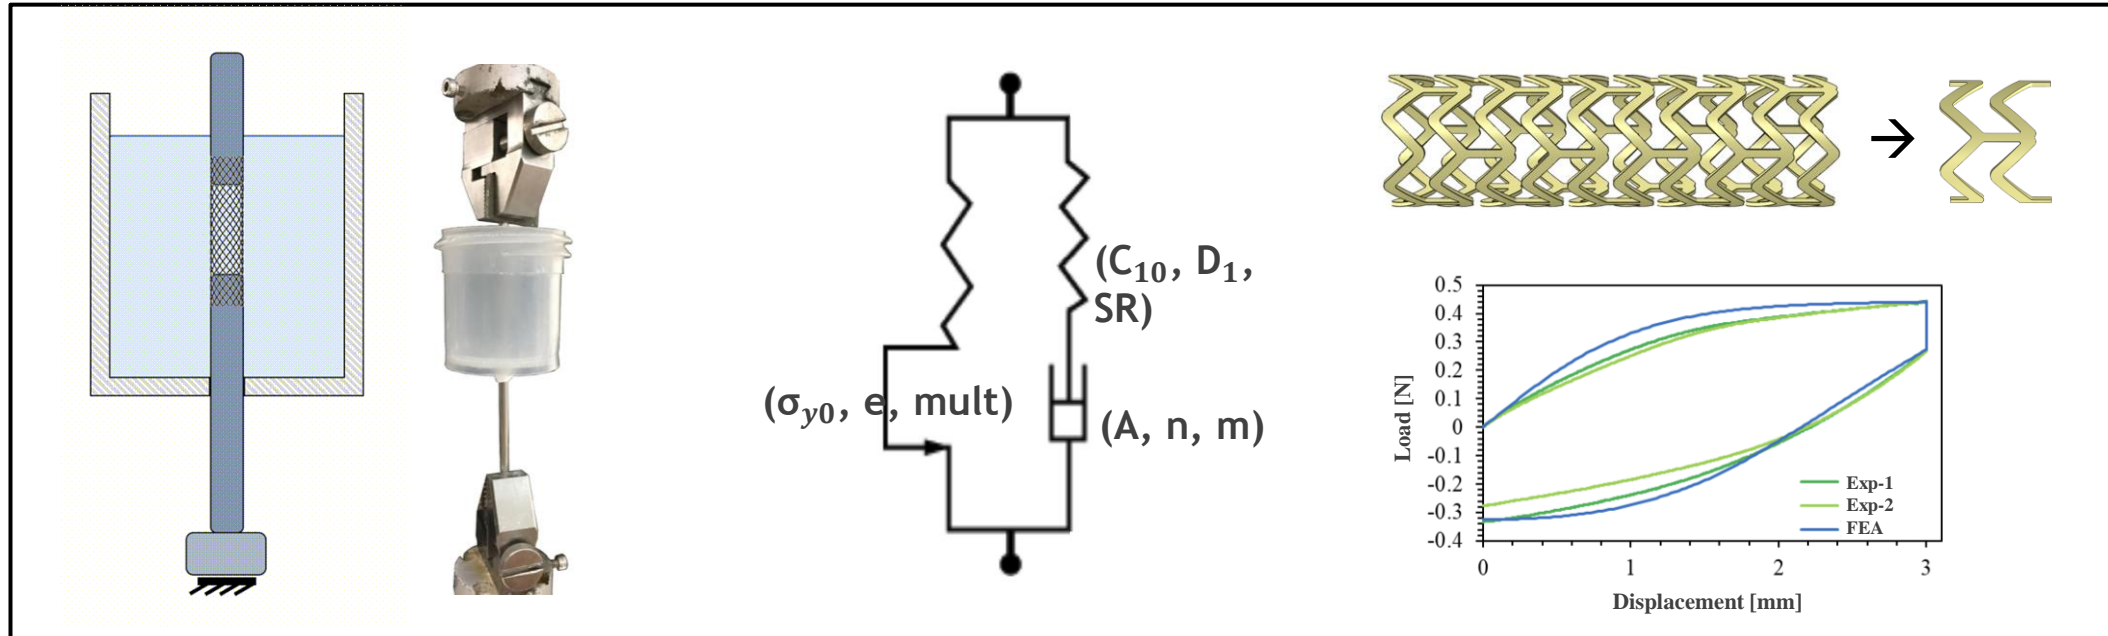 (C₁₀, D₁,
SR)
(σ_y0, e, mult)
(A, n, m)
→
0.5
0.4
0.3
0.2
0.1
0
-0.1
-0.2
-0.3
-0.4
Load [N]
Exp-1
Exp-2
FEA
0 1 2 3
Displacement [mm]